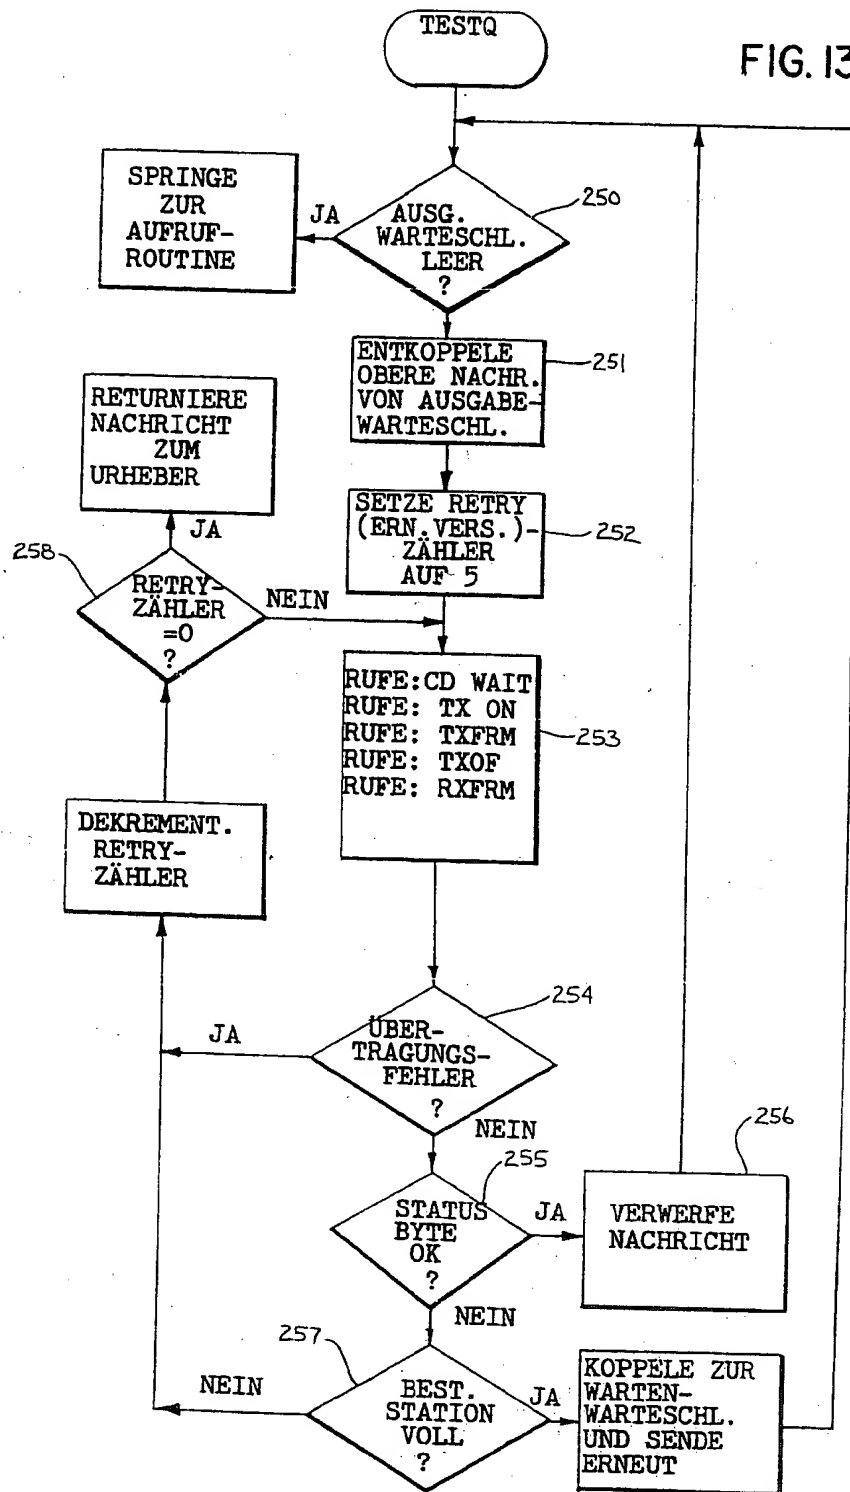 TESTQ
FIG. 13
250
SPRINGE
ZUR
AUFRUF-
ROUTINE
JA
AUSG.
WARTESCHL.
LEER
?
251
ENTKOPPELE
OBERE NACHR.
VON AUSGABE-
WARTESCHL.
RETURNIERE
NACHRICHT
ZUM
URHEBER
252
SETZE RETRY
(ERN.VERS.)-
ZÄHLER
AUF 5
JA
258
RETRY-
ZÄHLER
=0
?
NEIN
RUFE:CD WAIT
RUFE: TX ON
RUFE: TXFRM
RUFE: TXOF
RUFE: RXFRM
253
DEKREMENT.
RETRY-
ZÄHLER
254
JA
ÜBER-
TRAGUNGS-
FEHLER
?
NEIN
255
STATUS
BYTE
OK
?
JA
256
VERWERFE
NACHRICHT
NEIN
257
NEIN
BEST.
STATION
VOLL
?
JA
KOPPELE ZUR
WARTEN-
WARTESCHL.
UND SENDE
ERNEUT